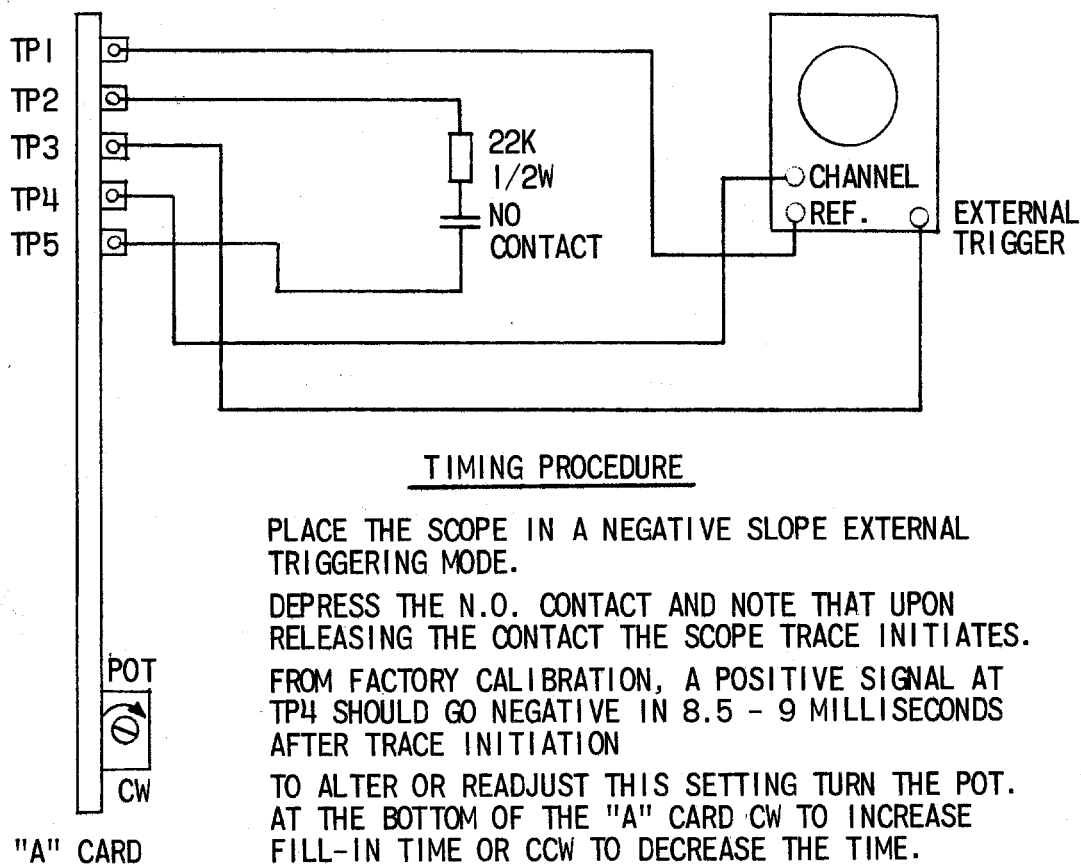 TP1
TP2
TP3
TP4
TP5
22K
1/2W
NO
CONTACT
CHANNEL
REF.
EXTERNAL
TRIGGER
TIMING PROCEDURE
PLACE THE SCOPE IN A NEGATIVE SLOPE EXTERNAL
TRIGGERING MODE.
DEPRESS THE N.O. CONTACT AND NOTE THAT UPON
RELEASING THE CONTACT THE SCOPE TRACE INITIATES.
FROM FACTORY CALIBRATION, A POSITIVE SIGNAL AT
TP4 SHOULD GO NEGATIVE IN 8.5 - 9 MILLISECONDS
AFTER TRACE INITIATION
TO ALTER OR READJUST THIS SETTING TURN THE POT.
AT THE BOTTOM OF THE "A" CARD CW TO INCREASE
FILL-IN TIME OR CCW TO DECREASE THE TIME.
POT
CW
"A" CARD